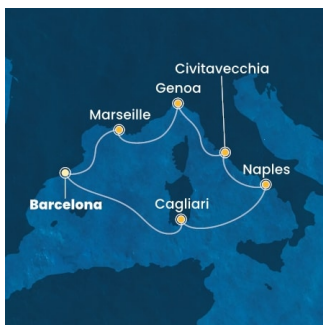 Civitavecchia
Genoa
Marseille
Naples
Barcelona
Cagliari